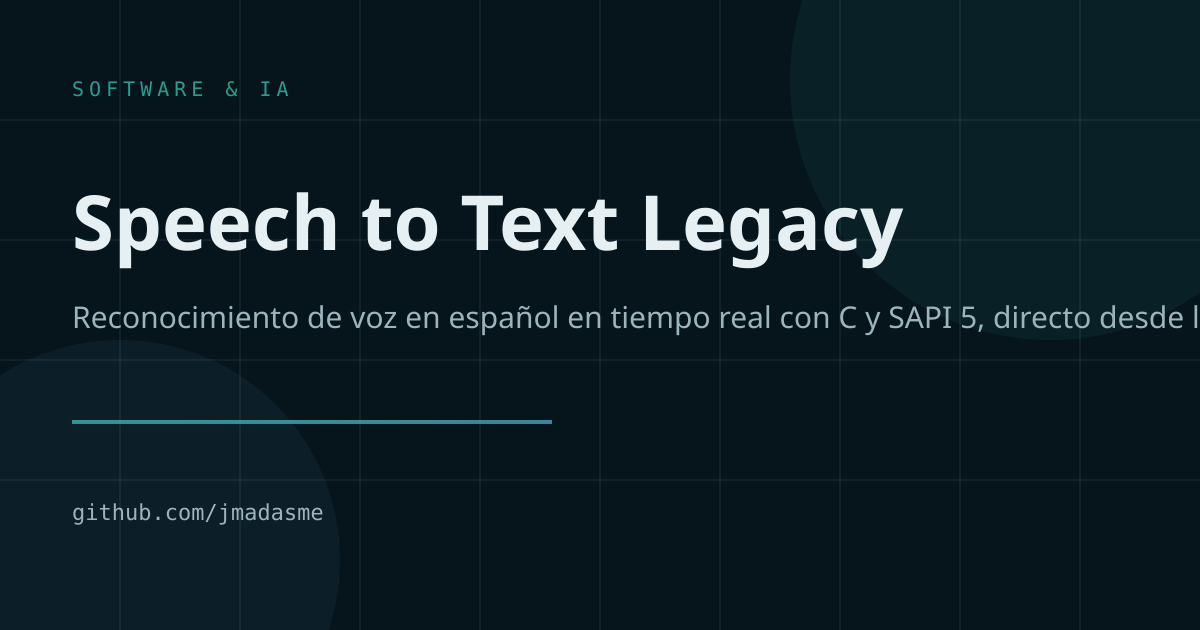 SOFTWARE & IA
Speech to Text Legacy
Reconocimiento de voz en español en tiempo real con C y SAPI 5, directo desde
github.com/jmadasme